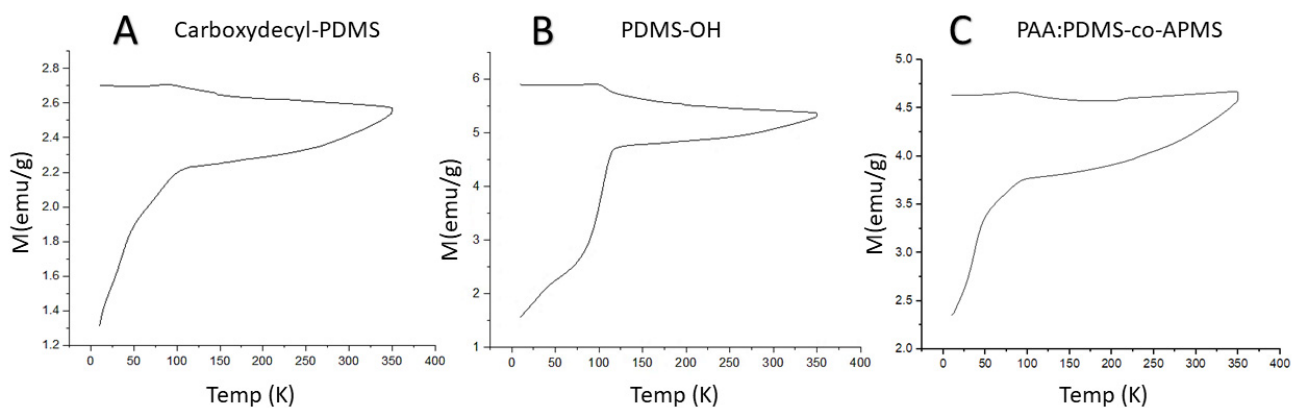 A Carboxydecyl-PDMS
M(emu/g)
2.8
2.6
2.4
2.2
2.0
1.8
1.6
1.4
1.2
0 50 100 150 200 250 300 350 400
Temp (K)
B PDMS-OH
M(emu/g)
6
5
4
3
2
1
0 50 100 150 200 250 300 350 400
Temp (K)
C PAA:PDMS-co-APMS
M(emu/g)
5.0
4.5
4.0
3.5
3.0
2.5
2.0
0 50 100 150 200 250 300 350 400
Temp (K)